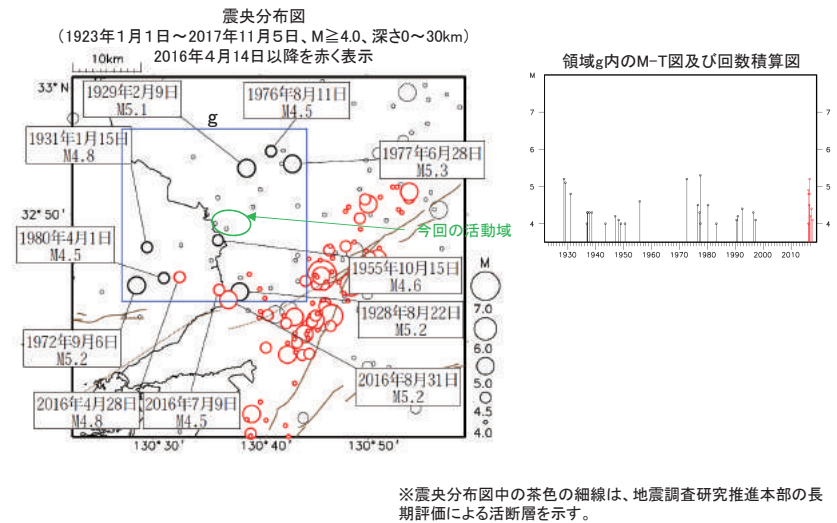 震央分布図
(1923年1月1日～2017年11月5日、M≧4.0、深さ0～30km)
2016年4月14日以降を赤く表示
10km
33°N
g
1929年2月9日
M5.1
1976年8月11日
M4.5
1931年1月15日
M4.8
1977年6月28日
M5.3
32°50'
今回の活動域
1980年4月1日
M4.5
1955年10月15日
M4.6
1928年8月22日
M5.2
1972年9月6日
M5.2
2016年8月31日
M5.2
2016年4月28日
M4.8
2016年7月9日
M4.5
130°30'
130°40'
130°50'
M
7.0
6.0
5.0
4.5
4.0
領域g内のM-T図及び回数積算図
M
7
6
5
4
7
6
5
4
1930
1940
1950
1960
1970
1980
1990
2000
2010
※震央分布図中の茶色の細線は、地震調査研究推進本部の長
期評価による活断層を示す。